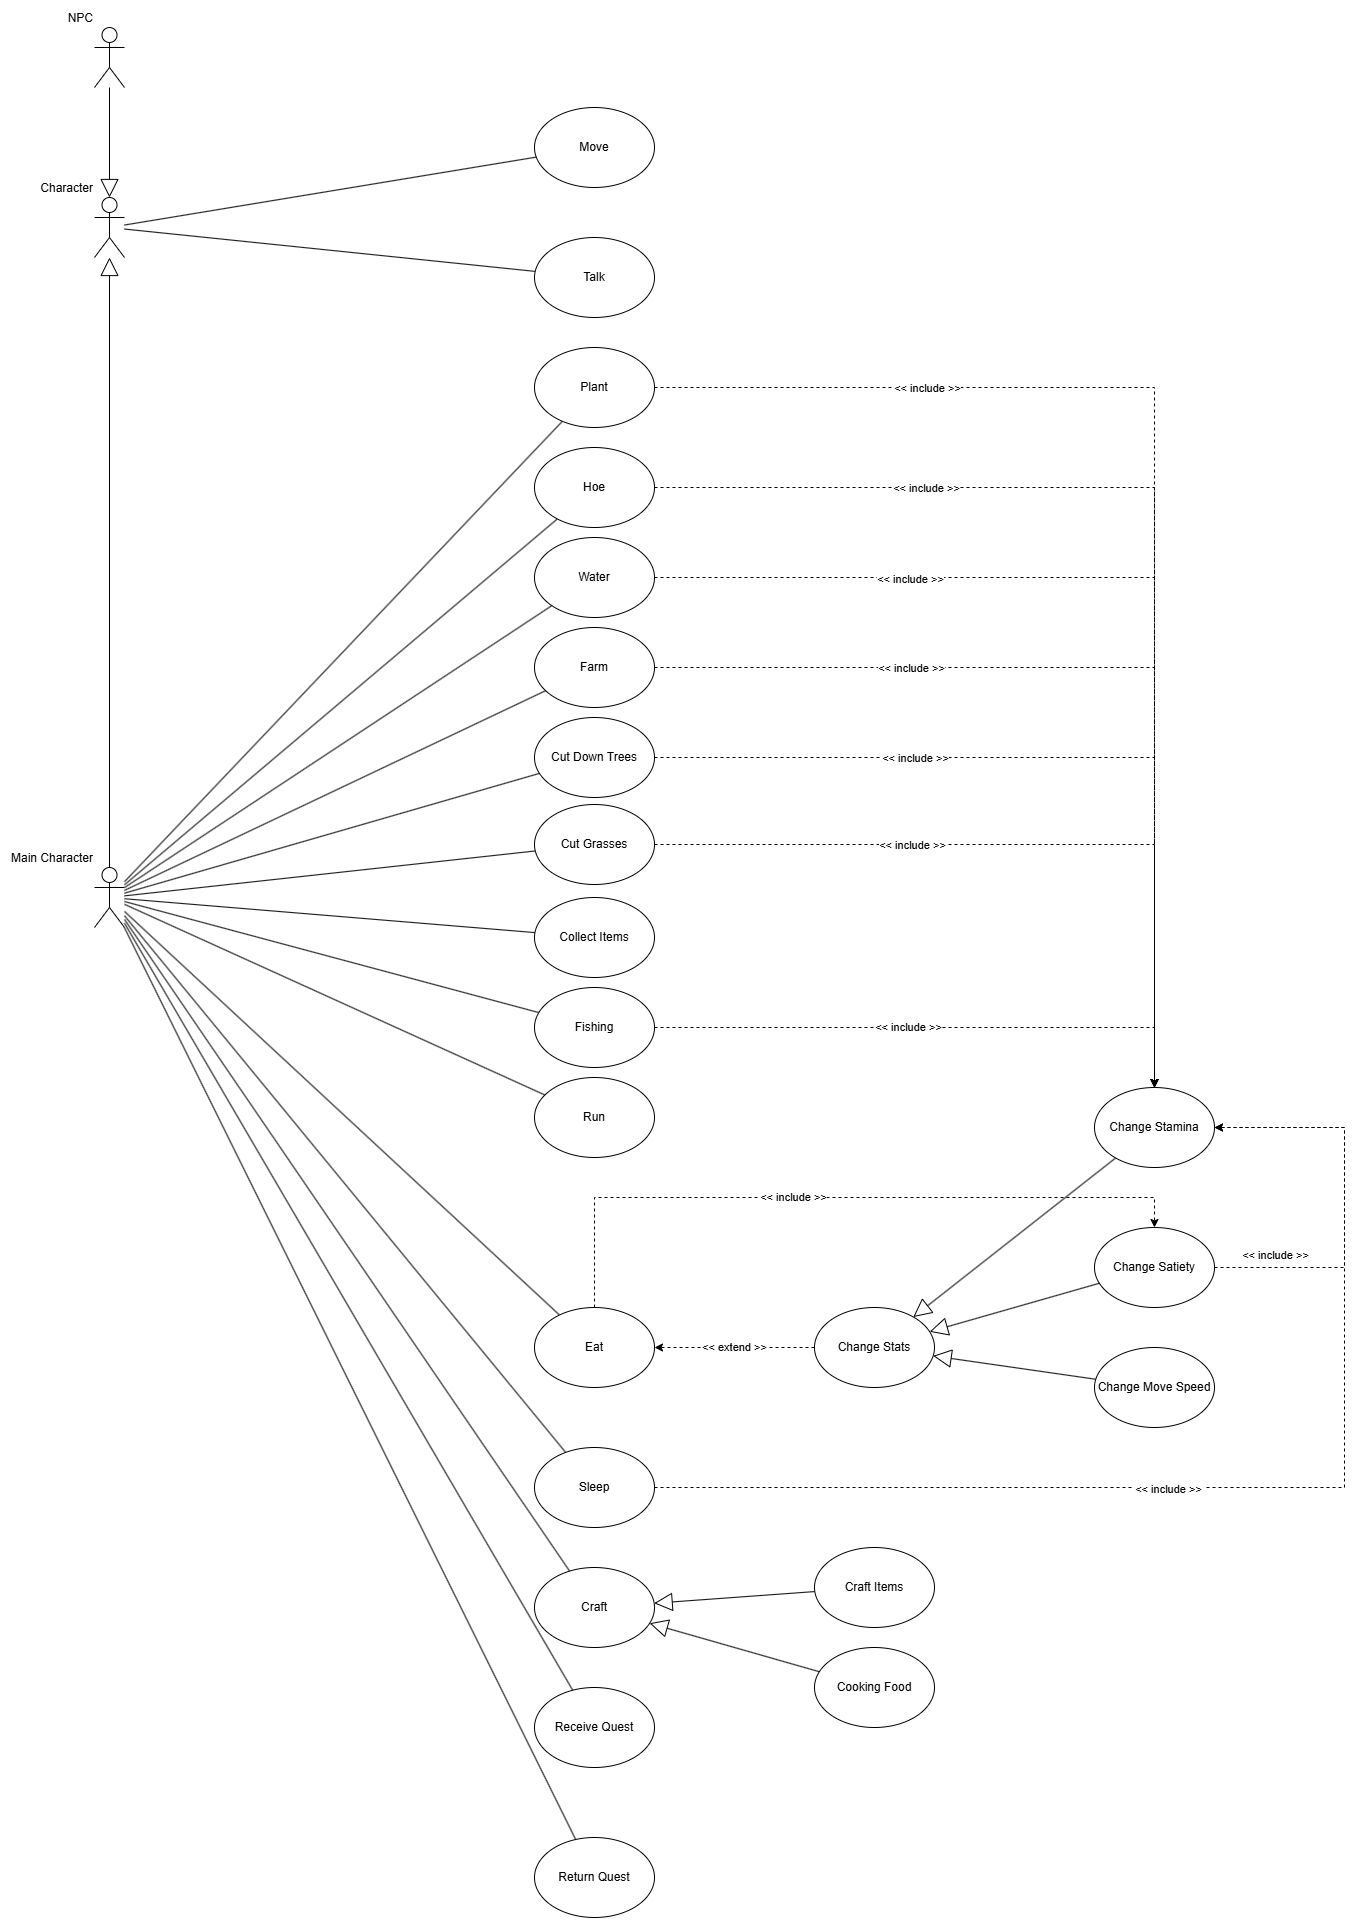 NPC
Character
Move
Talk
Plant
<< include >>
Hoe
<< include >>
Water
<< include >>
Farm
<< include >>
Cut Down Trees
<< include >>
Main Character
Cut Grasses
<< include >>
Collect Items
Fishing
<< include >>
Run
Change Stamina
<< include >>
Change Satiety
<< include >>
Eat
<< extend >>
Change Stats
Change Move Speed
Sleep
<< include >>
Craft
Craft Items
Cooking Food
Receive Quest
Return Quest